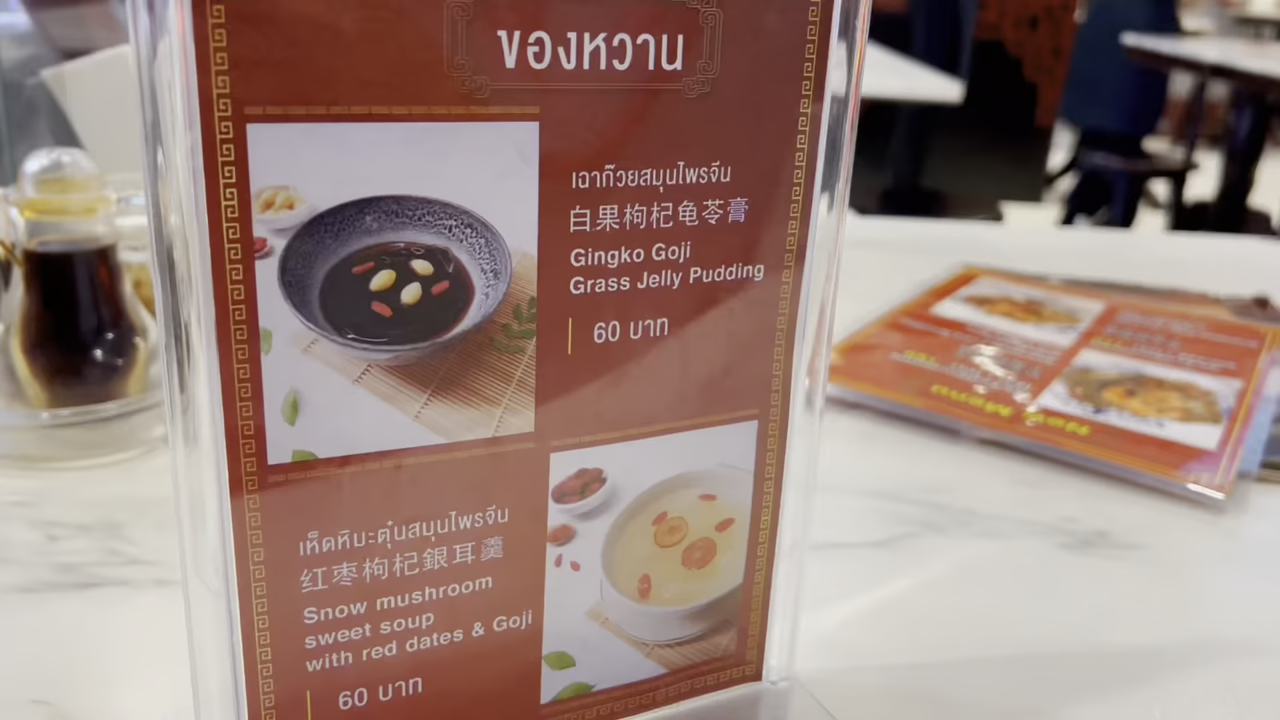 ของหวาน
เฉาก๊วยสมุนไพรจีน
白果枸杞龟苓膏
Gingko Goji
Grass Jelly Pudding
60 บาท
เห็ดหิมะตุ๋นสมุนไพรจีน
红枣枸杞銀耳羹
Snow mushroom
sweet soup
with red dates & Goji
60 บาท